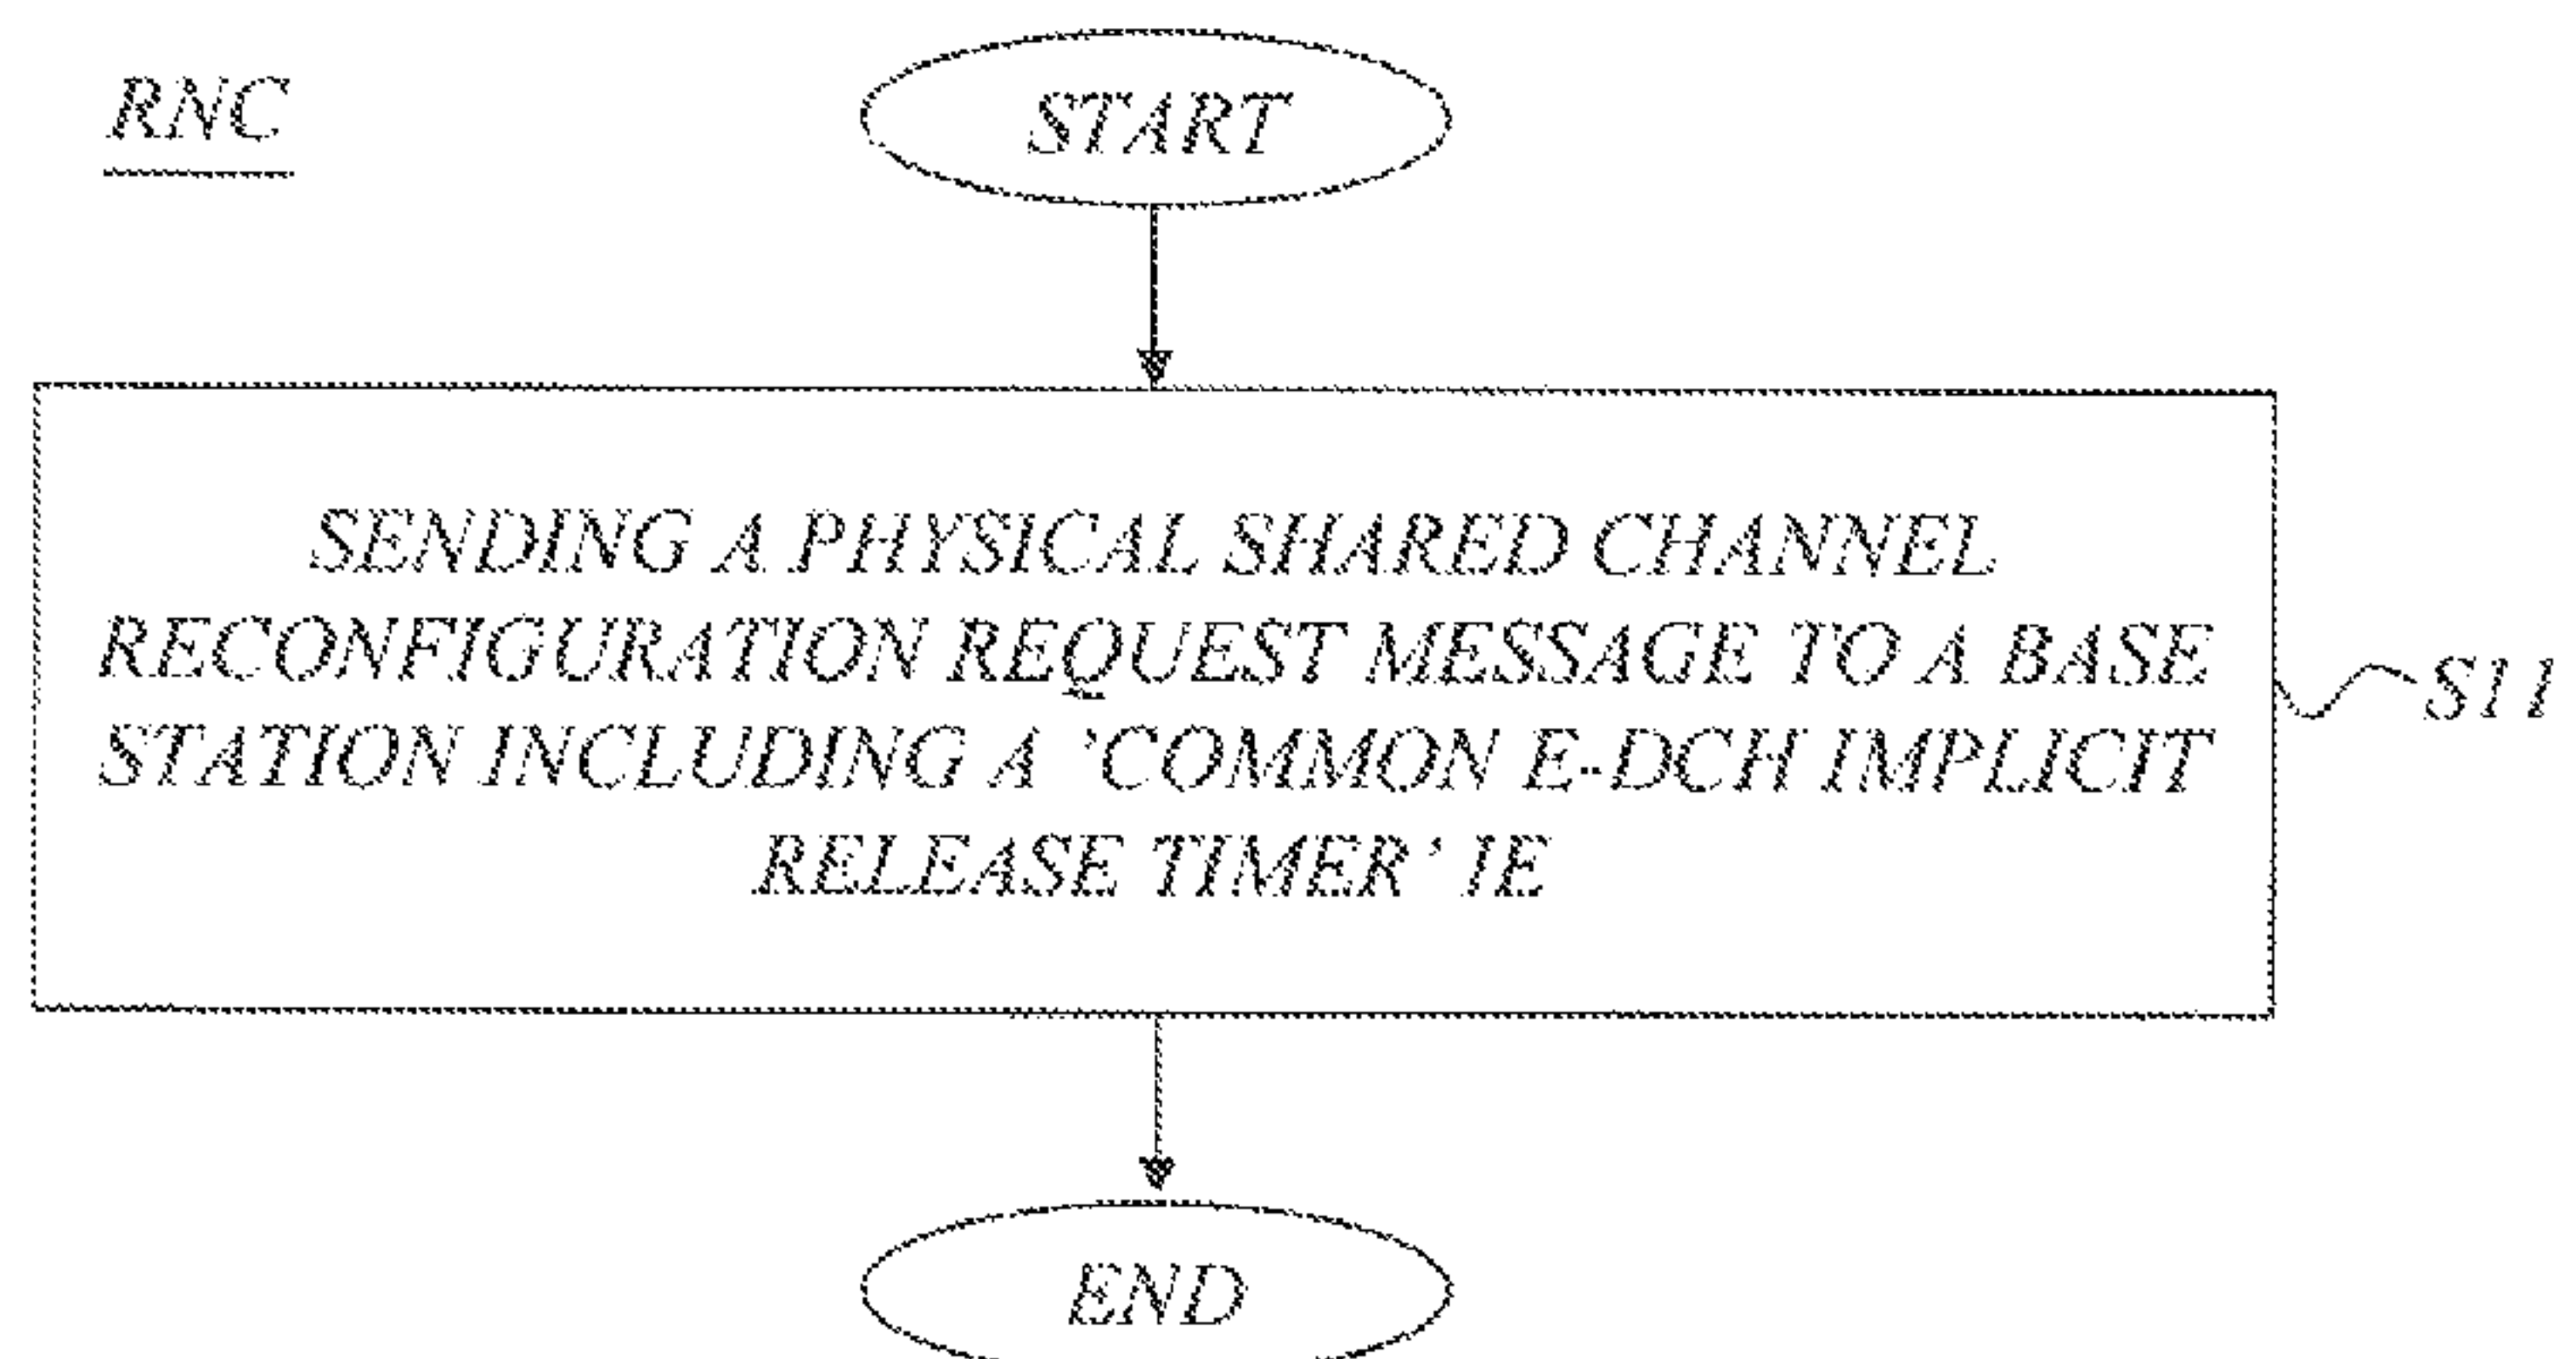 RNC
START
SENDING A PHYSICAL SHARED CHANNEL
RECONFIGURATION REQUEST MESSAGE TO A BASE
STATION INCLUDING A 'COMMON E-DCH IMPLICIT
RELEASE TIMER' IE
S11
END